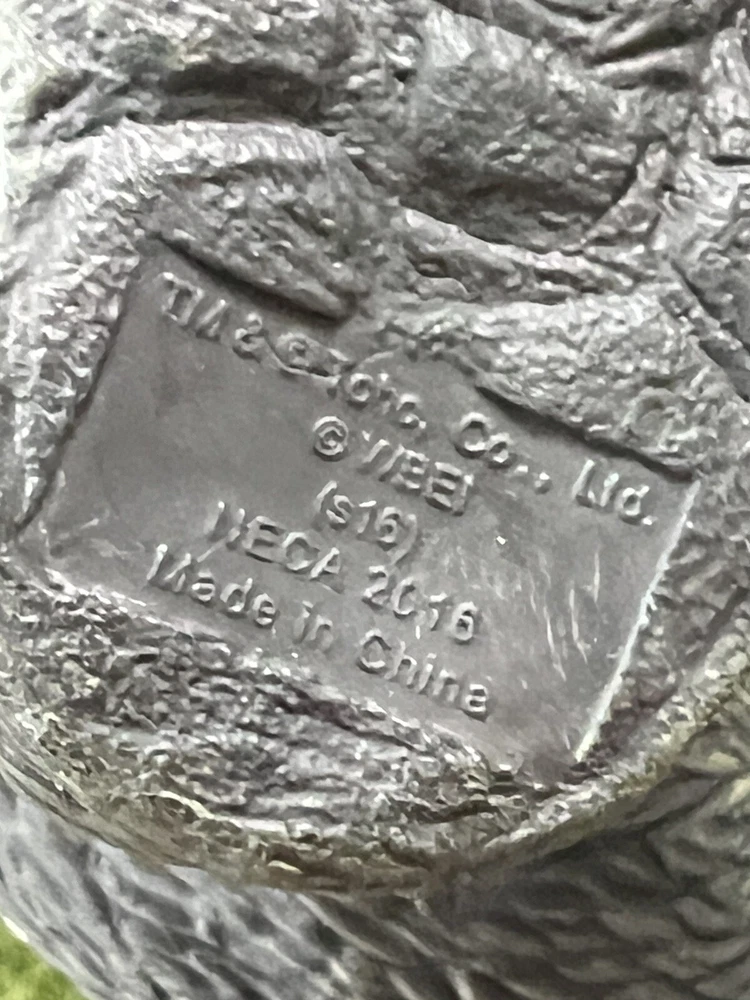 TM & © Toho. Co., Ltd.
© WBEI
(s16)
NECA 2016
Made in China